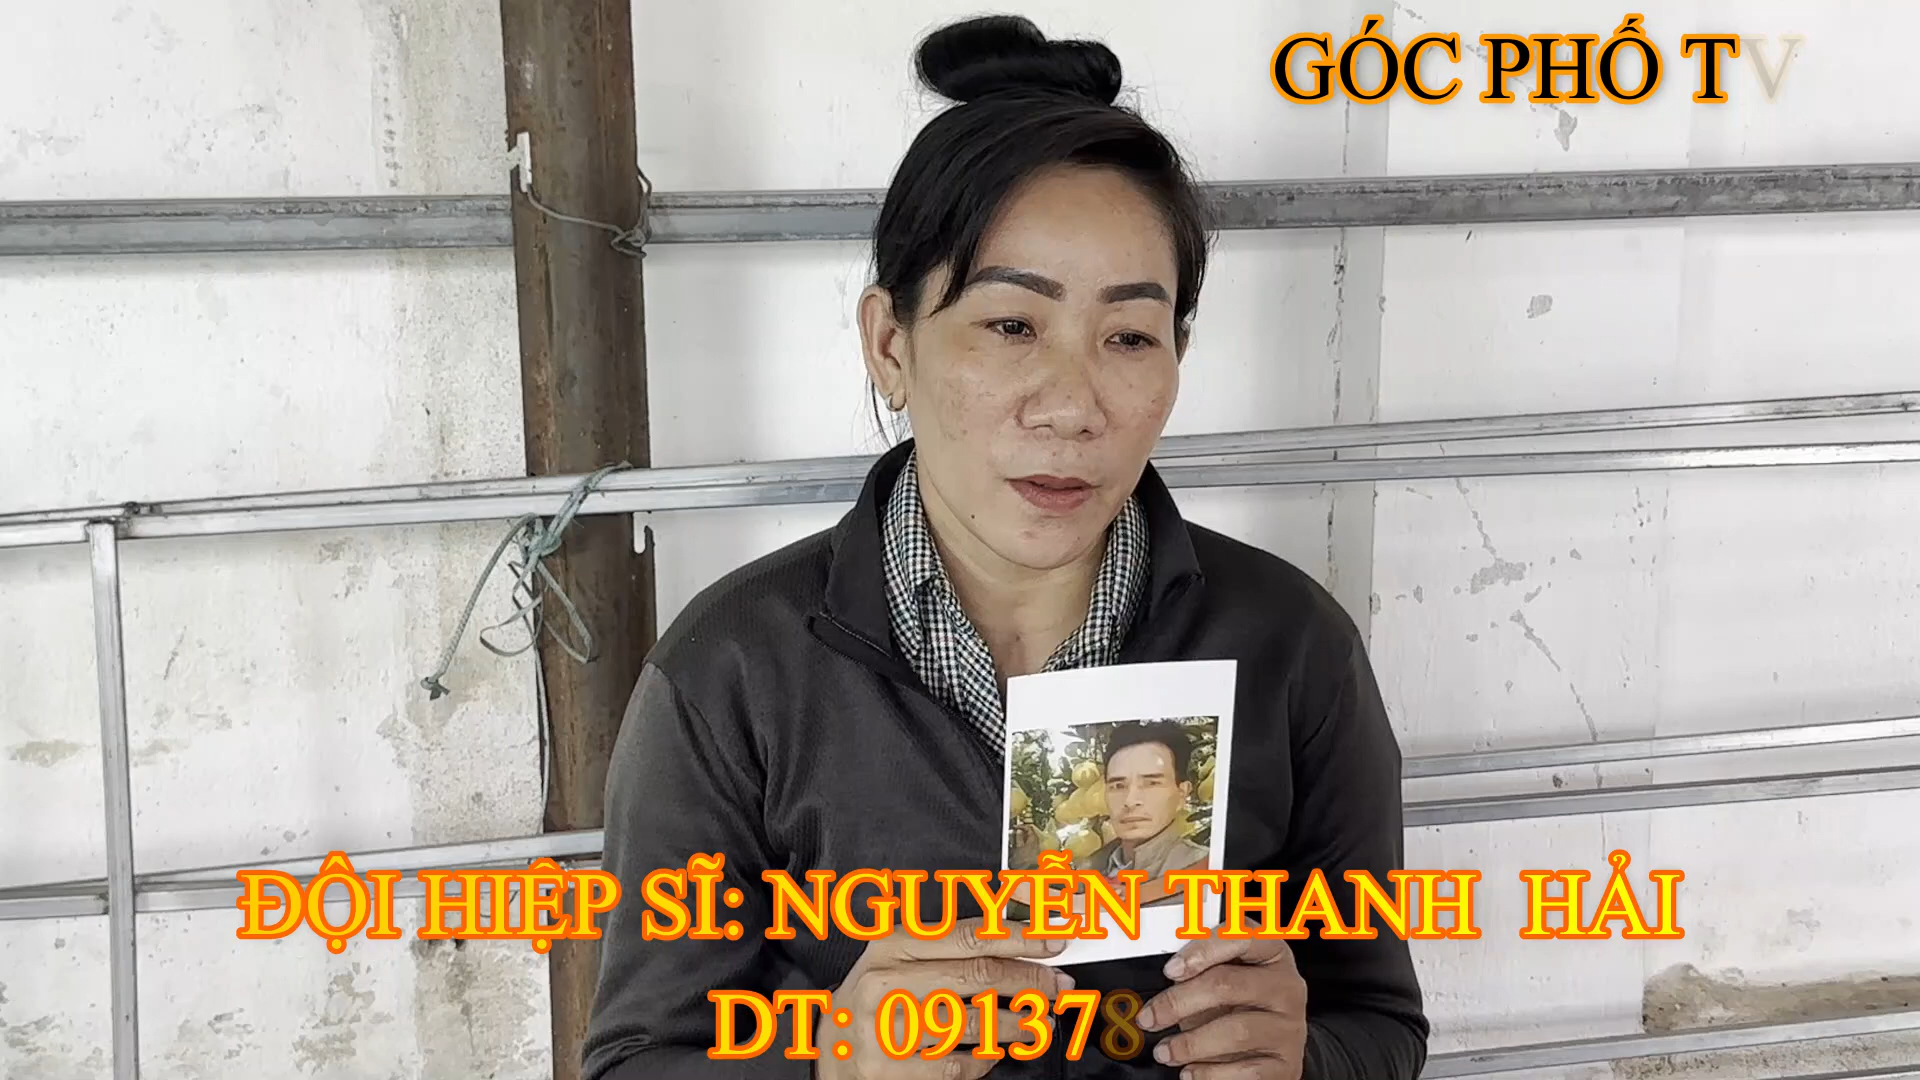 GÓC PHỐ TV
ĐỘI HIỆP SĨ: NGUYỄN THANH HẢI
DT: 091378